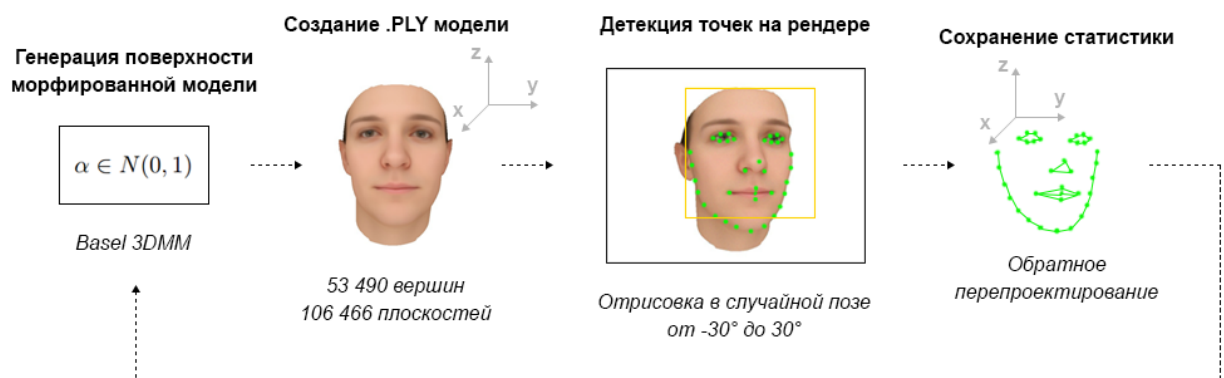 Генерация поверхности
морфированной модели
α ∈ N(0, 1)
Basel 3DMM
Создание .PLY модели
z
y
x
53 490 вершин
106 466 плоскостей
Детекция точек на рендере
Отрисовка в случайной позе
от -30° до 30°
Сохранение статистики
z
y
x
Обратное
перепроектирование